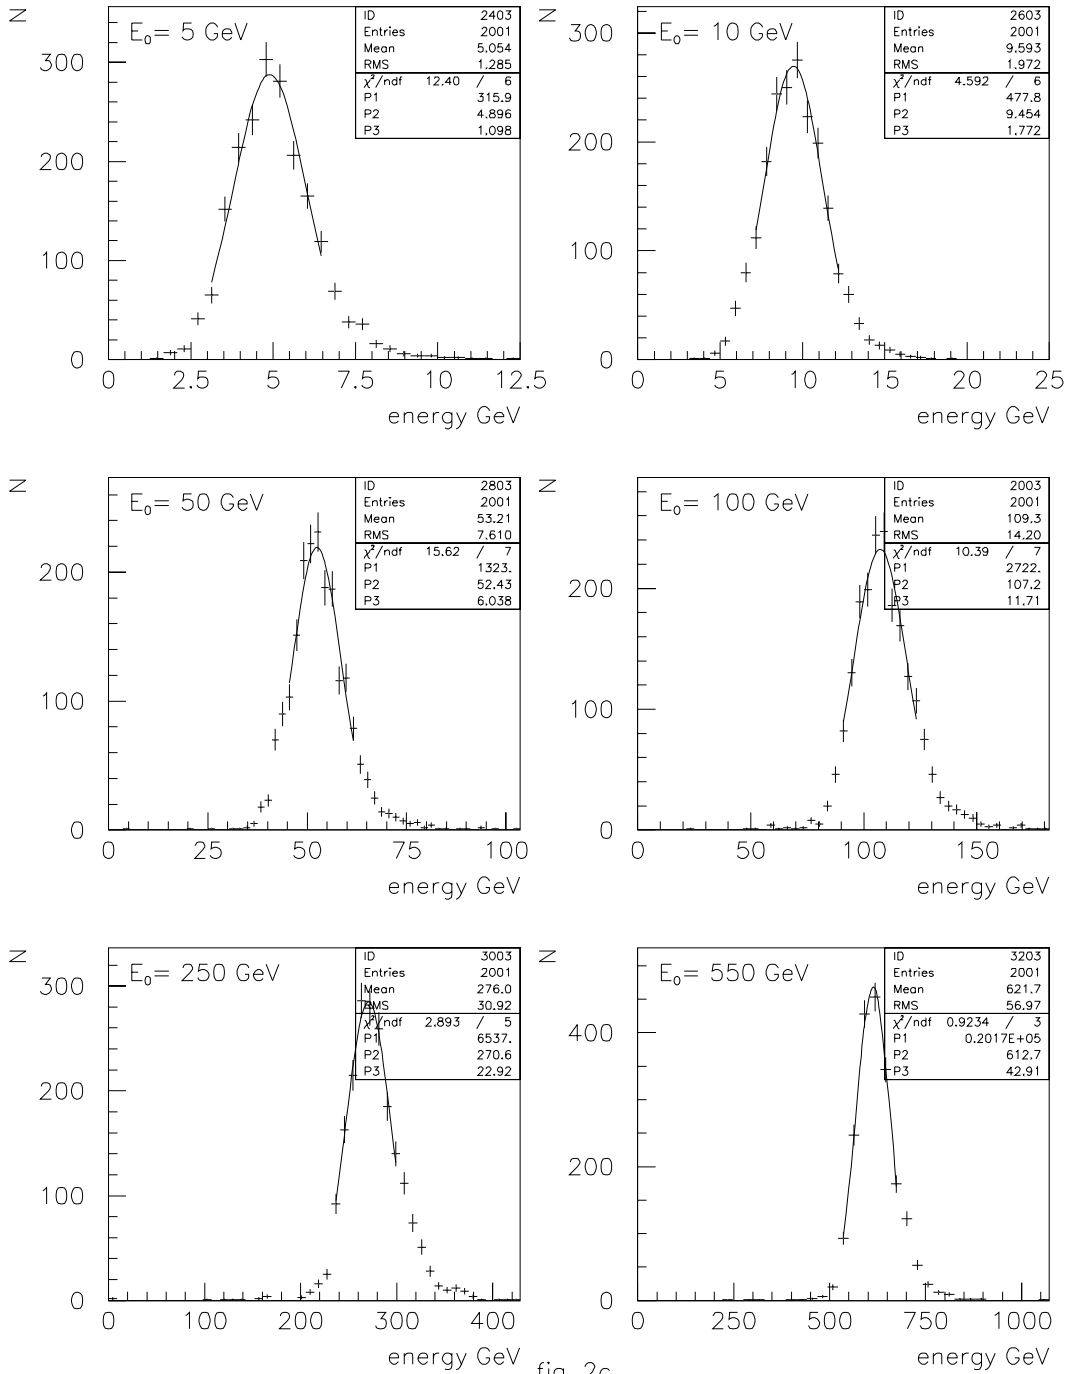 N
E0= 5 GeV
ID 2403
Entries 2001
Mean 5.054
RMS 1.285
χ²/ndf 12.40 / 6
P1 315.9
P2 4.896
P3 1.098
300
200
100
0
0 2.5 5 7.5 10 12.5
energy GeV
N
E0= 10 GeV
ID 2603
Entries 2001
Mean 9.593
RMS 1.972
χ²/ndf 4.592 / 6
P1 477.8
P2 9.454
P3 1.772
300
200
100
0
0 5 10 15 20 25
energy GeV
N
E0= 50 GeV
ID 2803
Entries 2001
Mean 53.21
RMS 7.610
χ²/ndf 15.62 / 7
P1 1323.
P2 52.43
P3 6.038
200
100
0
0 25 50 75 100
energy GeV
N
E0= 100 GeV
ID 2003
Entries 2001
Mean 109.3
RMS 14.20
χ²/ndf 10.39 / 7
P1 2722.
P2 107.2
P3 11.71
200
100
0
0 50 100 150
energy GeV
N
E0= 250 GeV
ID 3003
Entries 2001
Mean 276.0
RMS 30.92
χ²/ndf 2.893 / 5
P1 6537.
P2 270.6
P3 22.92
300
200
100
0
0 100 200 300 400
energy GeV
N
E0= 550 GeV
ID 3203
Entries 2001
Mean 621.7
RMS 56.97
χ²/ndf 0.9234 / 3
P1 0.2017E+05
P2 612.7
P3 42.91
400
200
0
0 250 500 750 1000
energy GeV
fig. 2c